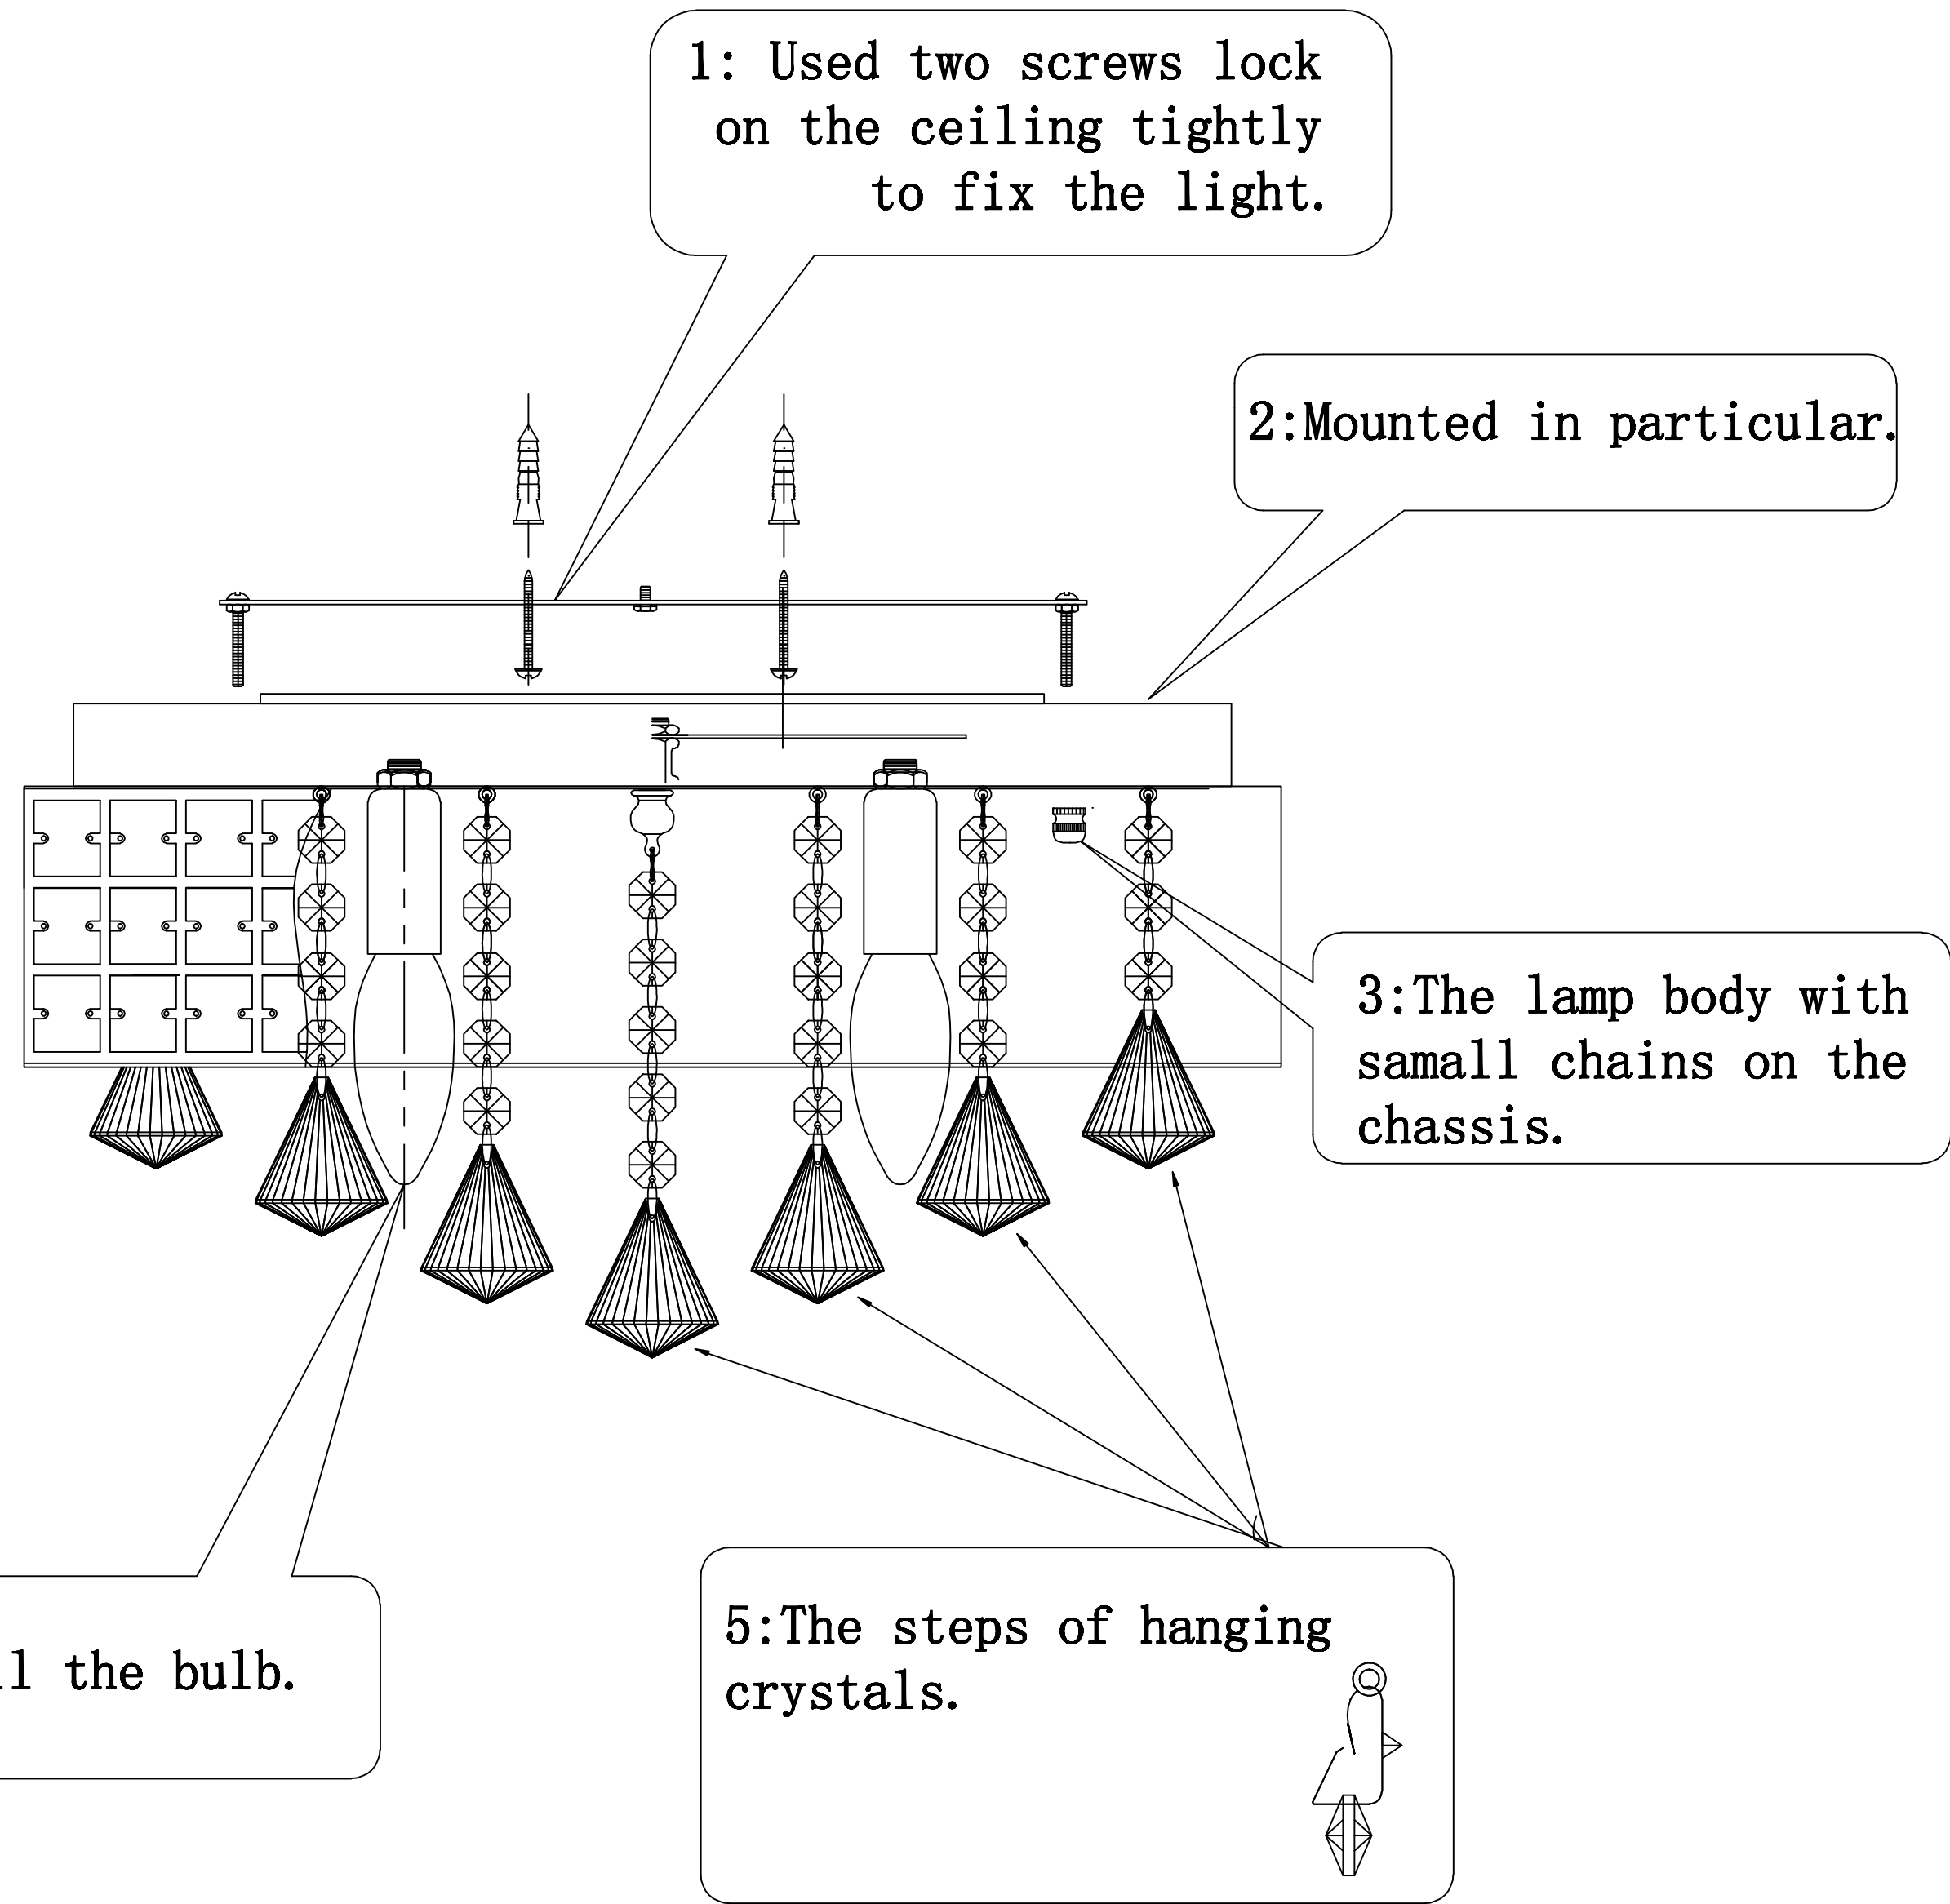 1: Used two screws lock
on the ceiling tightly
to fix the light.
2:Mounted in particular.
3:The lamp body with
samall chains on the
chassis.
the bulb.
5:The steps of hanging
crystals.